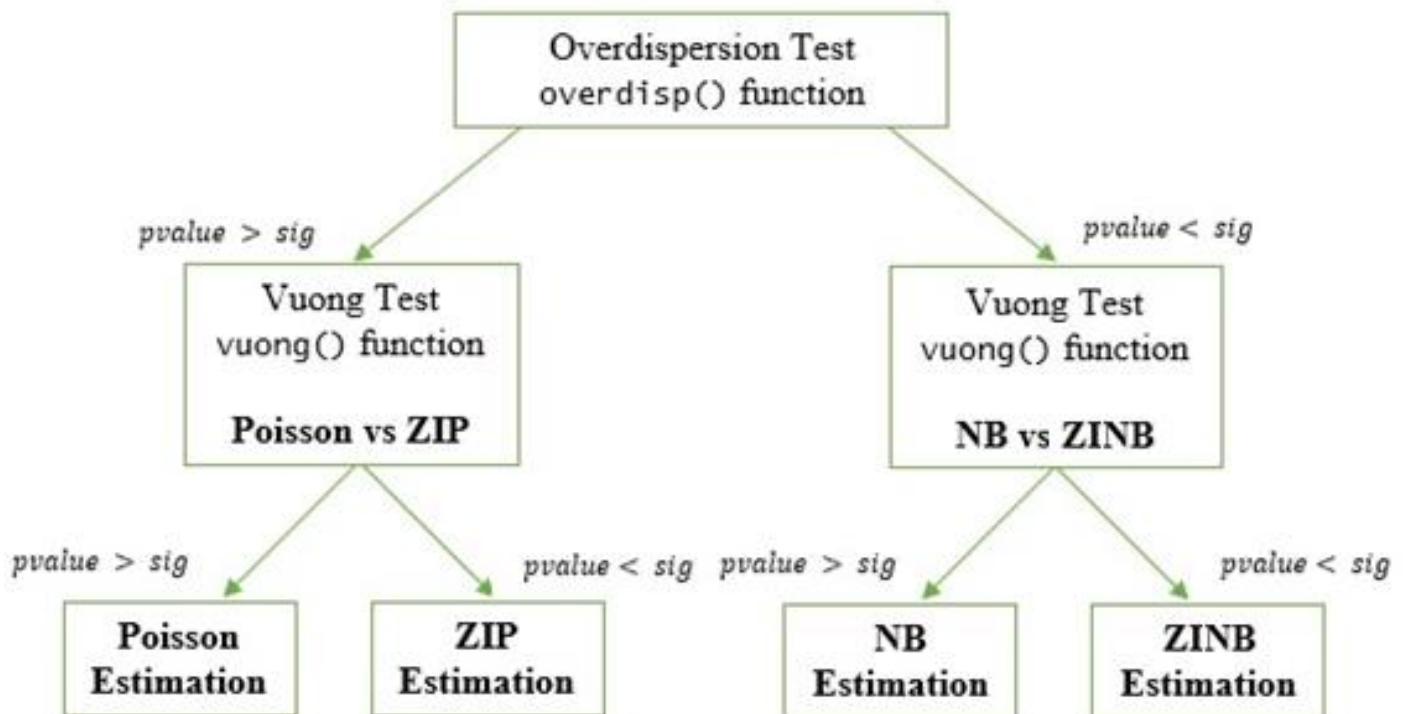 Overdispersion Test
overdisp() function
pvalue > sig
pvalue < sig
Vuong Test
vuong() function
Poisson vs ZIP
Vuong Test
vuong() function
NB vs ZINB
pvalue > sig
pvalue < sig
pvalue > sig
pvalue < sig
Poisson
Estimation
ZIP
Estimation
NB
Estimation
ZINB
Estimation